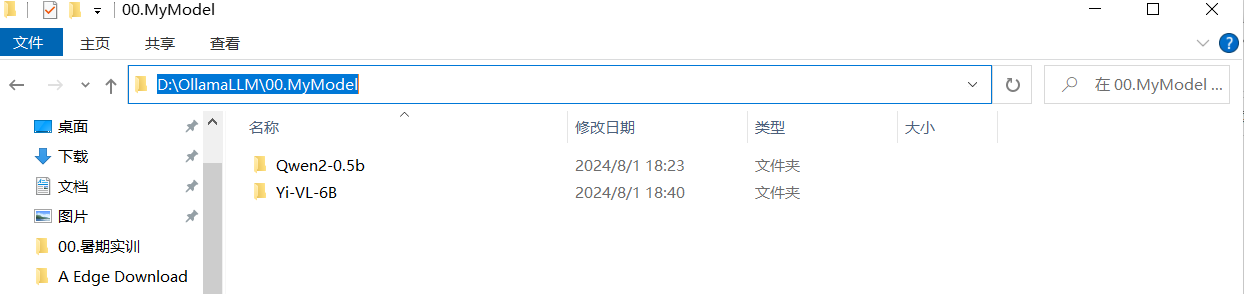 00.MyModel
文件 主页 共享 查看
D:\OllamaLLM\00.MyModel 在 00.MyModel ...
名称 修改日期 类型 大小
桌面
下载
文档
图片
00.暑期实训
A Edge Download
Qwen2-0.5b 2024/8/1 18:23 文件夹
Yi-VL-6B 2024/8/1 18:40 文件夹